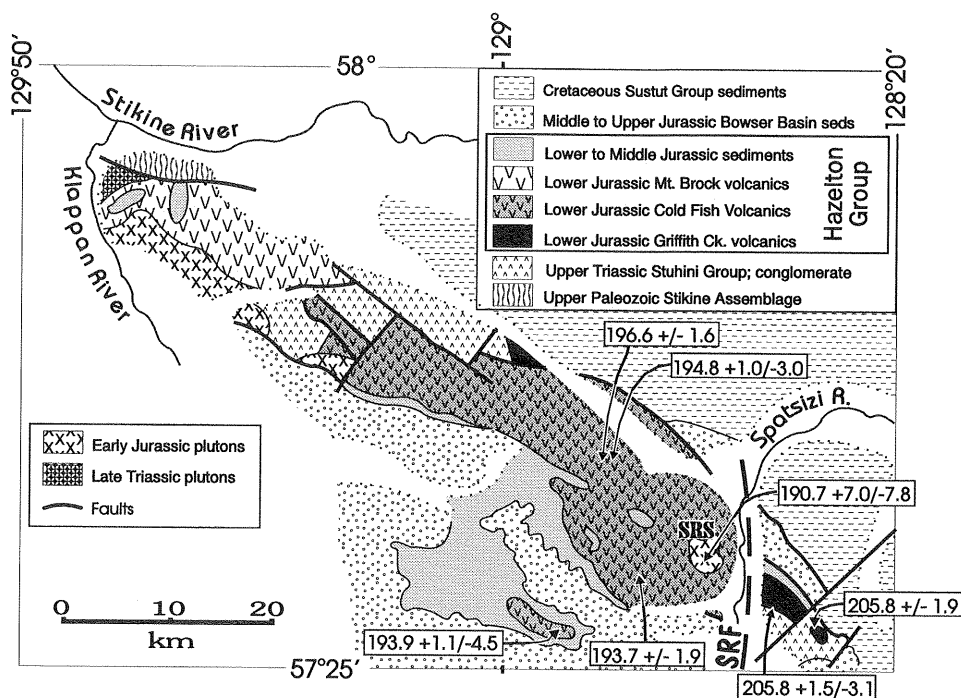 129°50′
58°
-129°
128°20′
Stikine River
Klappan River
Cretaceous Sustut Group sediments
Middle to Upper Jurassic Bowser Basin seds
Lower to Middle Jurassic sediments
Lower Jurassic Mt. Brock volcanics
Lower Jurassic Cold Fish Volcanics
Lower Jurassic Griffith Ck. volcanics
Hazelton
Group
Upper Triassic Stuhini Group; conglomerate
Upper Paleozoic Stikine Assemblage
196.6 +/- 1.6
194.8 +1.0/-3.0
Spatsizi R.
Early Jurassic plutons
Late Triassic plutons
Faults
190.7 +7.0/-7.8
SRS
0 10 20
km
205.8 +/- 1.9
193.9 +1.1/-4.5
193.7 +/- 1.9
SRF
57°25′
205.8 +1.5/-3.1